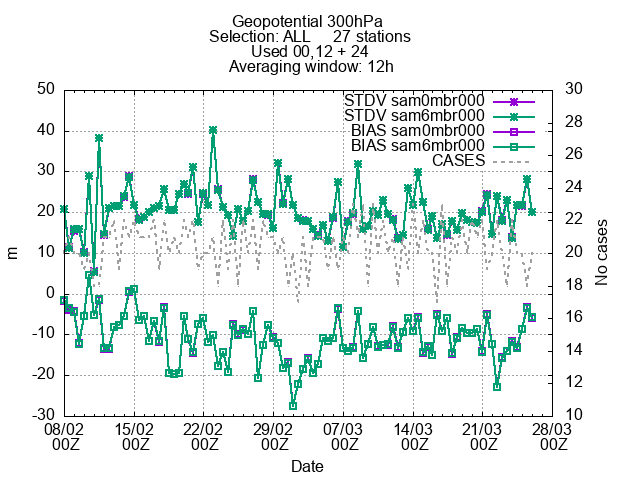 Geopotential 300hPa
Selection: ALL 27 stations
Used 00,12 + 24
Averaging window: 12h
STDV sam0mbr000
STDV sam6mbr000
BIAS sam0mbr000
BIAS sam6mbr000
CASES
50
40
30
20
10
0
-10
-20
-30
m
30
28
26
24
22
20
18
16
14
12
10
No cases
08/02 15/02 22/02 29/02 07/03 14/03 21/03 28/03
00Z 00Z 00Z 00Z 00Z 00Z 00Z 00Z
Date